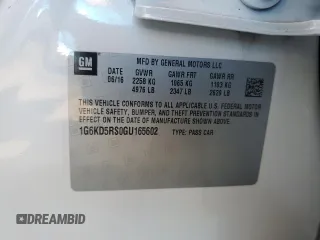 GM
MFD BY GENERAL MOTORS LLC
DATE GVWR GAWR FRT GAWR RR
06/16 2258 KG 1065 KG 1193 KG
4976 LB 2347 LB 2629 LB
THIS VEHICLE CONFORMS TO ALL APPLICABLE U.S. FEDERAL MOTOR
VEHICLE SAFETY, BUMPER, AND THEFT PREVENTION STANDARDS IN
EFFECT ON THE DATE OF MANUFACTURE SHOWN ABOVE.
1G6KD5RS0GU165602 TYPE: PASS CAR
DREAMBID